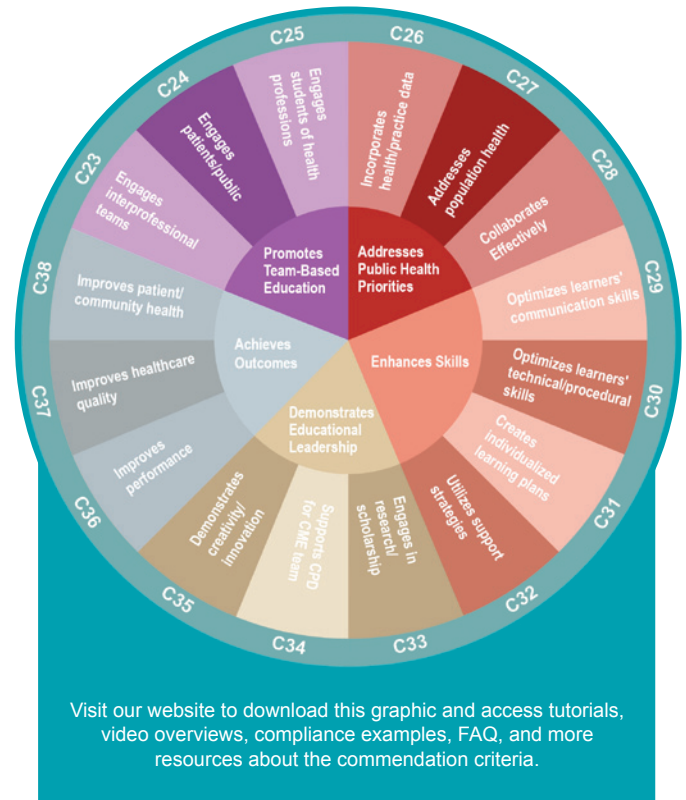 C23
Engages
interprofessional
teams
C24
Engages
patients/public
C25
Engages
students of health
professions
C26
Incorporates
health/practice data
C27
Addresses
population health
C28
Collaborates
Effectively
C29
Optimizes learners'
communication skills
C30
Optimizes learners'
technical/procedural
skills
C31
Creates
individualized
learning plans
C32
Utilizes support
strategies
C33
Engages in
research/
scholarship
C34
Supports CPD
for CME team
C35
Demonstrates
creativity/
innovation
C36
Improves
performance
C37
Improves healthcare
quality
C38
Improves patient/
community health
Promotes
Team-Based
Education
Addresses
Public Health
Priorities
Enhances Skills
Demonstrates
Educational
Leadership
Achieves
Outcomes
Visit our website to download this graphic and access tutorials,
video overviews, compliance examples, FAQ, and more
resources about the commendation criteria.